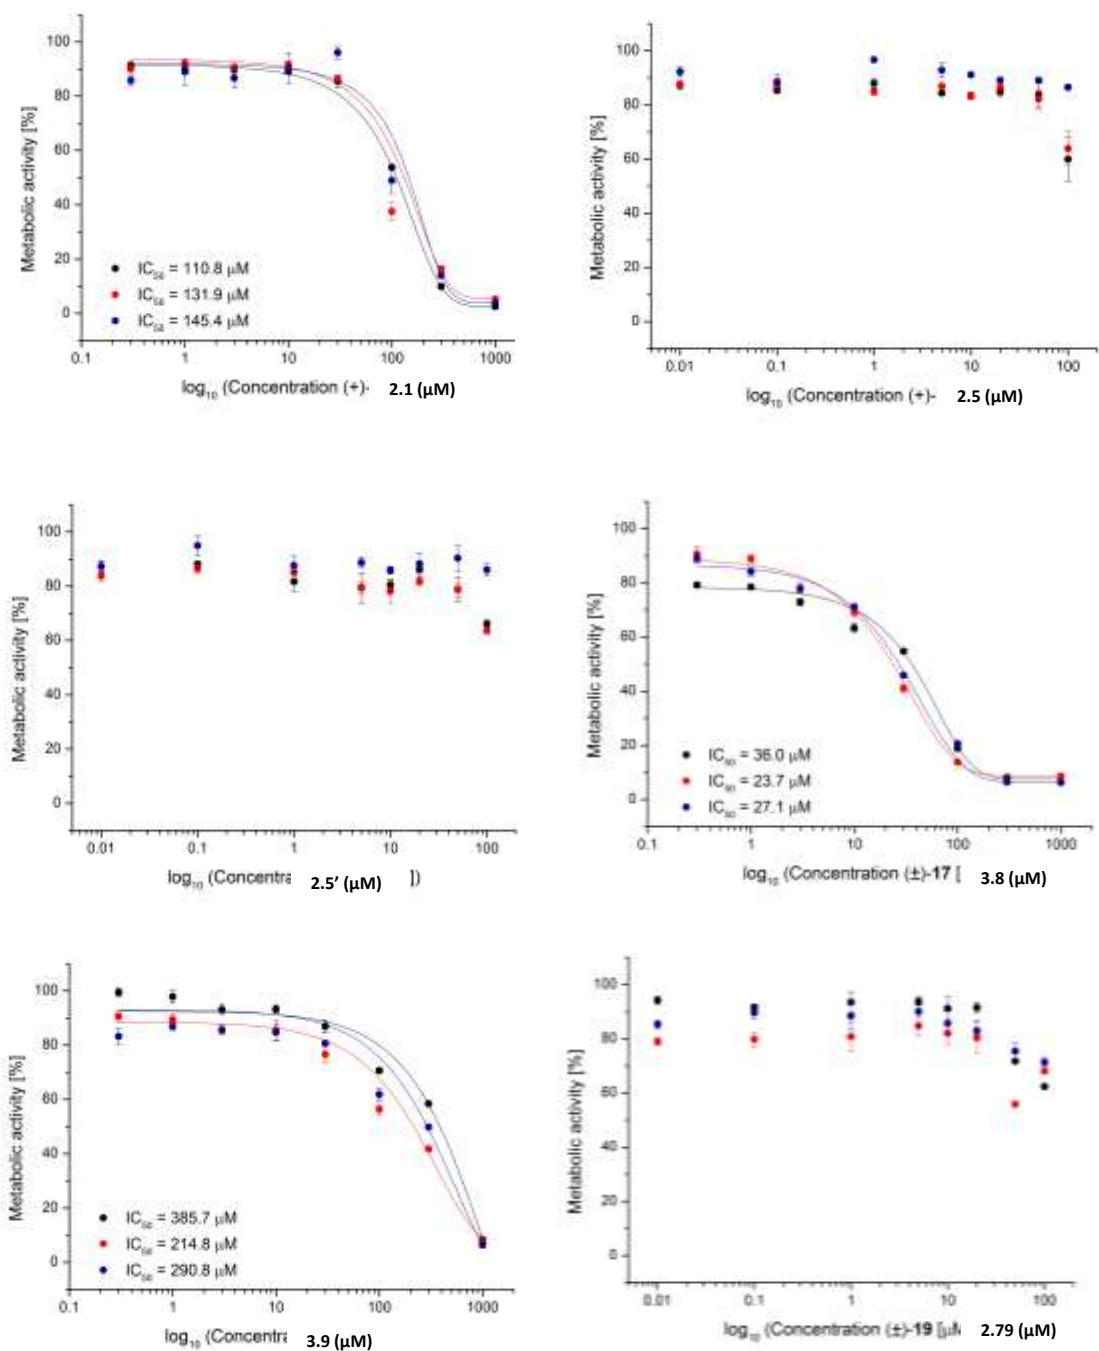 Metabolic activity [%]
100
80
60
40
20
0
IC₅₀ = 110.8 µM
IC₅₀ = 131.9 µM
IC₅₀ = 145.4 µM
0.1 1 10 100 1000
log₁₀ (Concentration (+)- 2.1 (µM)
Metabolic activity [%]
100
80
60
40
20
0
0.01 0.1 1 10 100
log₁₀ (Concentration (+)- 2.5 (µM)
Metabolic activity [%]
100
80
60
40
20
0
0.01 0.1 1 10 100
log₁₀ (Concentra 2.5’ (µM) ])
Metabolic activity [%]
100
80
60
40
20
0
IC₅₀ = 36.0 µM
IC₅₀ = 23.7 µM
IC₅₀ = 27.1 µM
0.1 1 10 100 1000
log₁₀ (Concentration (±)-17 [ 3.8 (µM)
Metabolic activity [%]
100
80
60
40
20
0
IC₅₀ = 385.7 µM
IC₅₀ = 214.8 µM
IC₅₀ = 290.8 µM
0.1 1 10 100 1000
log₁₀ (Concentra 3.9 (µM)
Metabolic activity [%]
100
80
60
40
20
0
0.01 0.1 1 10 100
log₁₀ (Concentration (±)-19 [µM 2.79 (µM)